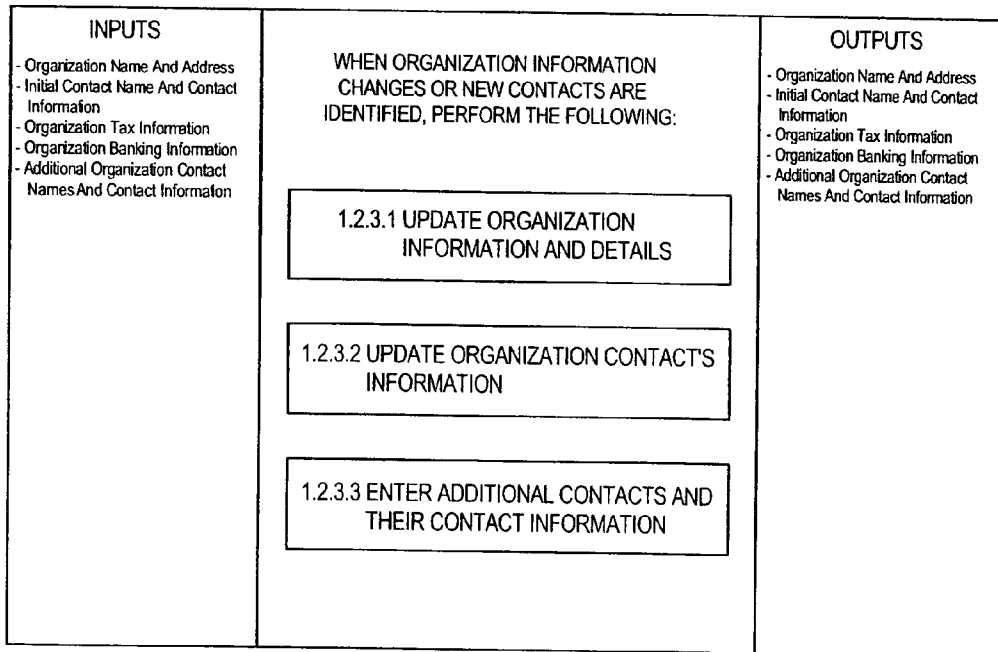 INPUTS
- Organization Name And Address
- Initial Contact Name And Contact
Information
- Organization Tax Information
- Organization Banking Information
- Additional Organization Contact
Names And Contact Information
WHEN ORGANIZATION INFORMATION
CHANGES OR NEW CONTACTS ARE
IDENTIFIED, PERFORM THE FOLLOWING:
1.2.3.1 UPDATE ORGANIZATION
INFORMATION AND DETAILS
1.2.3.2 UPDATE ORGANIZATION CONTACT'S
INFORMATION
1.2.3.3 ENTER ADDITIONAL CONTACTS AND
THEIR CONTACT INFORMATION
OUTPUTS
- Organization Name And Address
- Initial Contact Name And Contact
Information
- Organization Tax Information
- Organization Banking Information
- Additional Organization Contact
Names And Contact Information